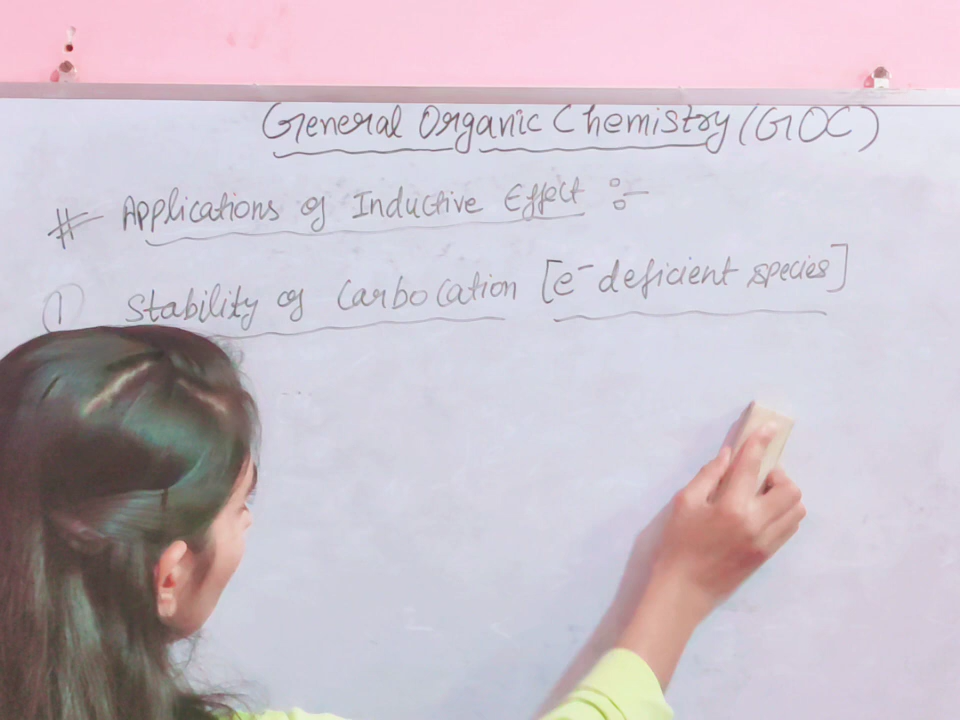 General Organic Chemistry (GOC)
# Applications of Inductive Effect :-
① Stability of Carbocation [e⁻ deficient species]